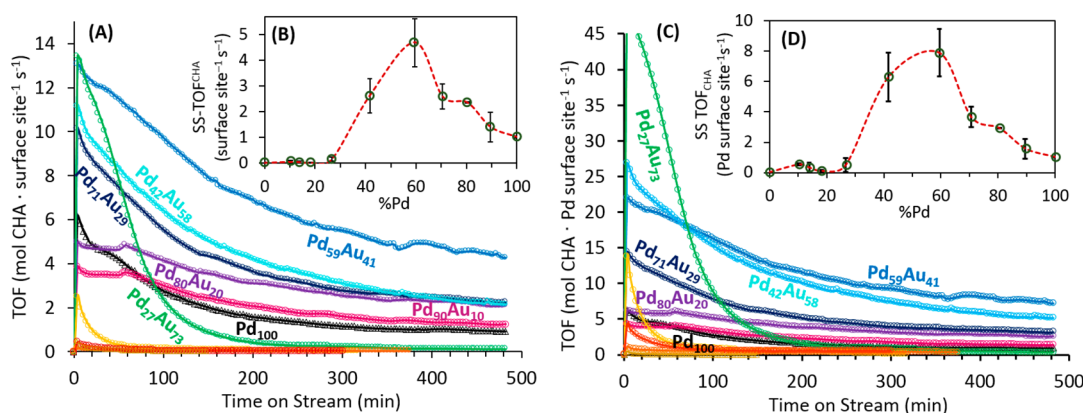 (A)
TOF (mol CHA · surface site⁻¹ s⁻¹)
14
12
10
8
6
4
2
0
0
100
200
300
400
500
Time on Stream (min)
Pd₄₂Au₅₈
Pd₇₁Au₂₉
Pd₅₉Au₄₁
Pd₈₀Au₂₀
Pd₉₀Au₁₀
Pd₂₇Au₇₃
Pd₁₀₀
(B)
SS-TOF_CHA
(surface site⁻¹ s⁻¹)
5
4
3
2
1
0
0
20
40
60
80
100
%Pd
(C)
TOF (mol CHA · Pd surface site⁻¹ s⁻¹)
45
40
35
30
25
20
15
10
5
0
0
100
200
300
400
500
Time on Stream (min)
Pd₂₇Au₇₃
Pd₇₁Au₂₉
Pd₅₉Au₄₁
Pd₄₂Au₅₈
Pd₈₀Au₂₀
Pd₁₀₀
(D)
SS TOF_CHA
(Pd surface site⁻¹s⁻¹)
10
8
6
4
2
0
0
20
40
60
80
100
%Pd